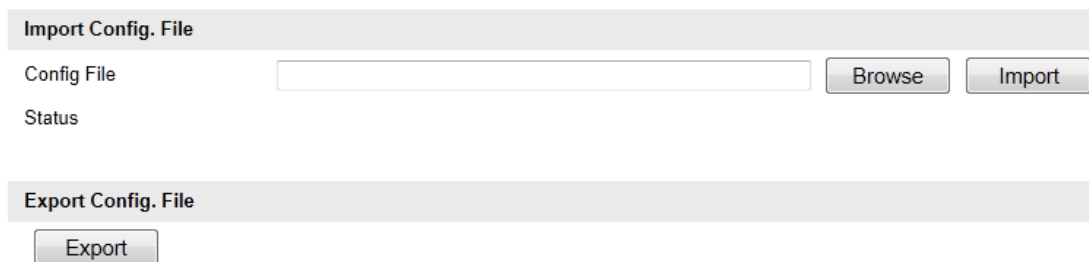 Import Config. File
Config File Browse Import
Status
Export Config. File
Export